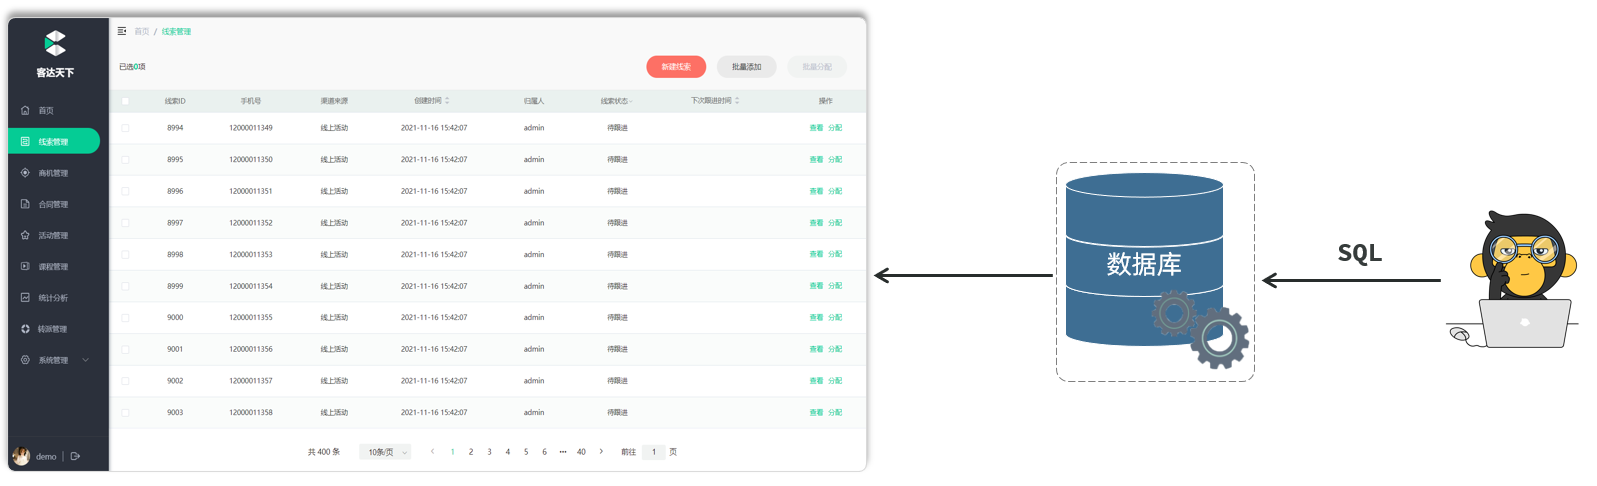 首页 / 线索管理
客达天下
已选0项
新建线索 批量添加 批量分配
首页
线索管理
商机管理
合同管理
活动管理
课程管理
统计分析
转派管理
系统管理
demo
线索ID 手机号 渠道来源 创建时间 归属人 线索状态 下次跟进时间 操作
8994 12000011349 线上活动 2021-11-16 15:42:07 admin 待跟进 查看 分配
8995 12000011350 线上活动 2021-11-16 15:42:07 admin 待跟进 查看 分配
8996 12000011351 线上活动 2021-11-16 15:42:07 admin 待跟进 查看 分配
8997 12000011352 线上活动 2021-11-16 15:42:07 admin 待跟进 查看 分配
8998 12000011353 线上活动 2021-11-16 15:42:07 admin 待跟进 查看 分配
8999 12000011354 线上活动 2021-11-16 15:42:07 admin 待跟进 查看 分配
9000 12000011355 线上活动 2021-11-16 15:42:07 admin 待跟进 查看 分配
9001 12000011356 线上活动 2021-11-16 15:42:07 admin 待跟进 查看 分配
9002 12000011357 线上活动 2021-11-16 15:42:07 admin 待跟进 查看 分配
9003 12000011358 线上活动 2021-11-16 15:42:07 admin 待跟进 查看 分配
共 400 条 10条/页 1 2 3 4 5 6 ••• 40 前往 1 页
数据库
SQL